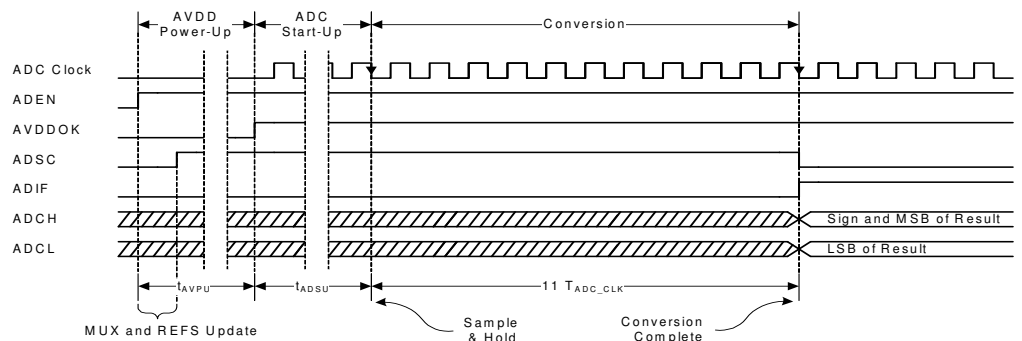 AVDD
Power-Up
ADC
Start-Up
Conversion
ADC Clock
ADEN
AVDDOK
ADSC
ADIF
ADCH
Sign and MSB of Result
ADCL
LSB of Result
tAVPU
tADSU
11 TADC_CLK
MUX and REFS Update
Sample
& Hold
Conversion
Complete